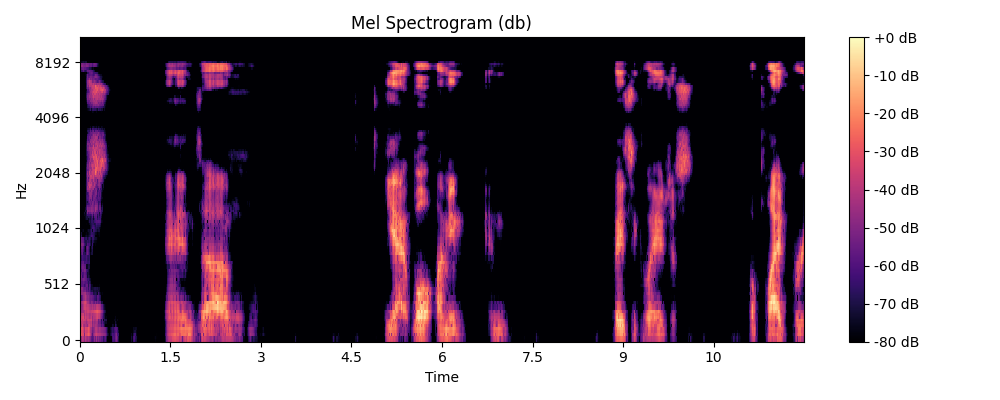 Mel Spectrogram (db)
8192
4096
2048
1024
512
0
Hz
0 1.5 3 4.5 6 7.5 9 10
Time
+0 dB
-10 dB
-20 dB
-30 dB
-40 dB
-50 dB
-60 dB
-70 dB
-80 dB